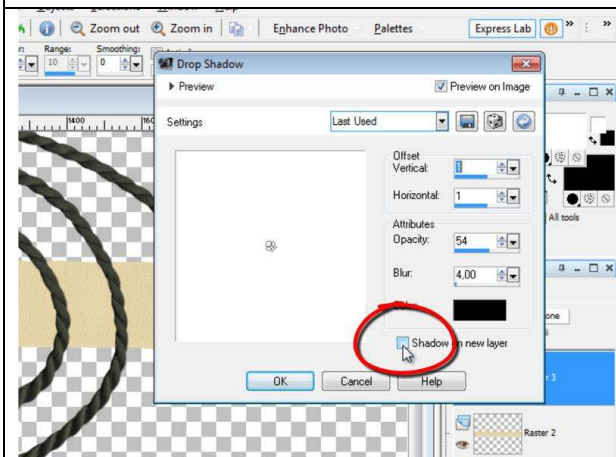 Zoom out Zoom in Enhance Photo Palettes Express Lab
Range: Smoothing:
10 0
Drop Shadow
Preview Preview on Image
Settings Last Used
1400
Offset
Vertical: 1
Horizontal: 1
All tools
Attributes
Opacity: 54
Blur: 4,00
Shadow on new layer
OK Cancel Help
Raster 2